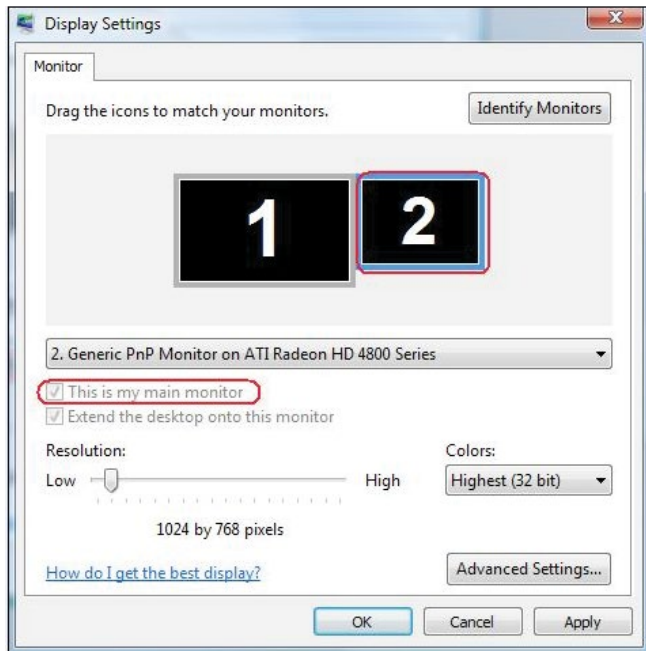 Display Settings
Monitor
Drag the icons to match your monitors.
Identify Monitors
1
2
2. Generic PnP Monitor on ATI Radeon HD 4800 Series
This is my main monitor
Extend the desktop onto this monitor
Resolution:
Colors:
Low
High
Highest (32 bit)
1024 by 768 pixels
How do I get the best display?
Advanced Settings...
OK
Cancel
Apply